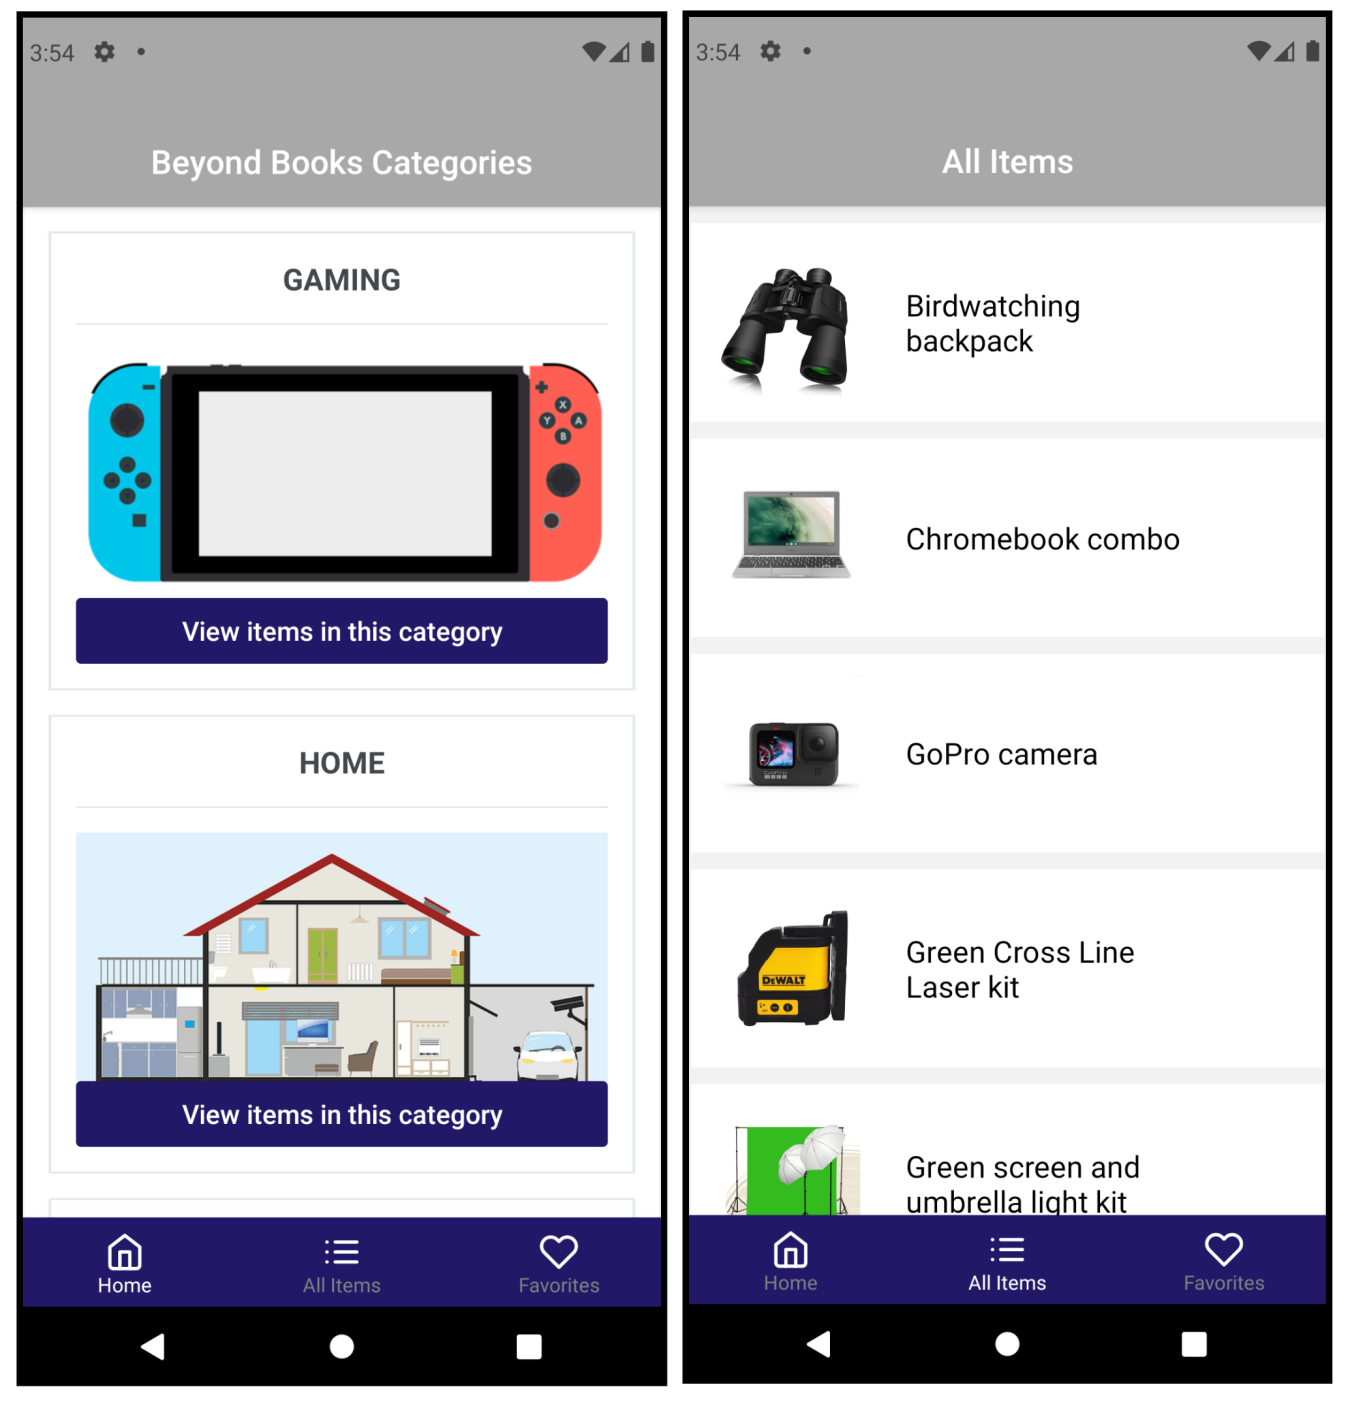 3:54
Beyond Books Categories
GAMING
X
Y
A
B
View items in this category
HOME
View items in this category
Home
All Items
Favorites
3:54
All Items
Birdwatching
backpack
Chromebook combo
GoPro
GoPro camera
DEWALT
Green Cross Line
Laser kit
Green screen and
umbrella light kit
Home
All Items
Favorites